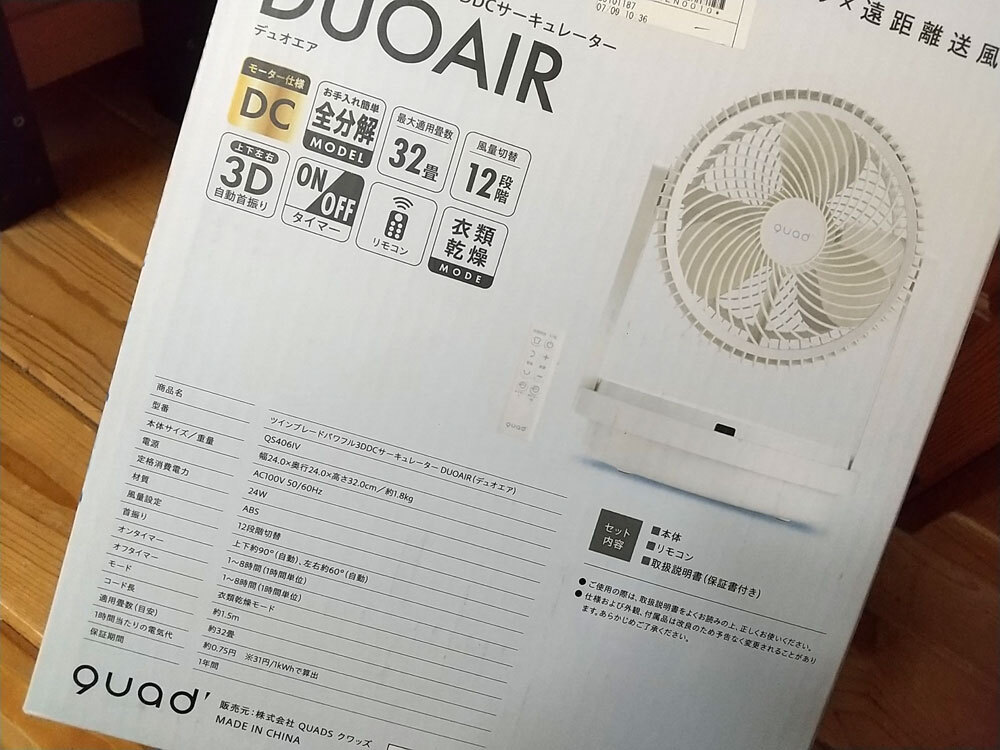 ×遠距離送風
DCサーキュレーター
DUOAIR
デュオエア
モーター仕様
DC
お手入れ簡単
全分解
MODEL
最大適用畳数
32畳
風量切替
12段階
上下左右
3D
自動首振り
ON/OFF
タイマー
リモコン
衣類乾燥
MODE
quad
quad
商品名 ツインブレードパワフル3DDCサーキュレーター DUOAIR(デュオエア)
型番 QS406IV
本体サイズ/重量 幅24.0×奥行24.0×高さ32.0cm/約1.8kg
電源 AC100V 50/60Hz
定格消費電力 24W
材質 ABS
風量設定 12段階切替
首振り 上下約90°(自動)、左右約60°(自動)
オンタイマー 1~8時間(1時間単位)
オフタイマー 1~8時間(1時間単位)
モード 衣類乾燥モード
コード長 約1.5m
適用畳数(目安) 約32畳
1時間当たりの電気代 約0.75円 ※31円/1kWhで算出
保証期間 1年間
セット内容
■本体
■リモコン
■取扱説明書(保証書付き)
●ご使用の際は、取扱説明書をよくお読みの上、正しくお使いください。
●仕様および外観、付属品は改良のため予告なく変更されることがあり
ます。あらかじめご了承ください。
quad'
販売元:株式会社 QUADS クワッズ
MADE IN CHINA
07/09 10 36